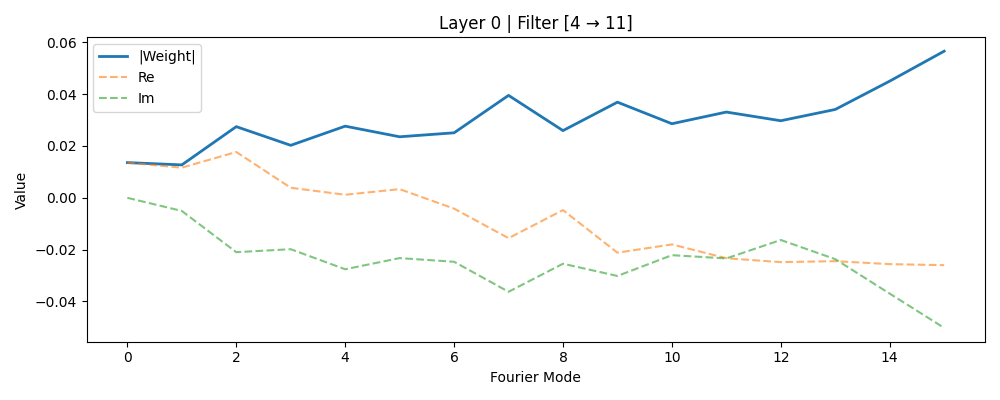 Layer 0 | Filter [4 → 11]
|Weight|
Re
Im
Value
0.06
0.04
0.02
0.00
−0.02
−0.04
0 2 4 6 8 10 12 14
Fourier Mode